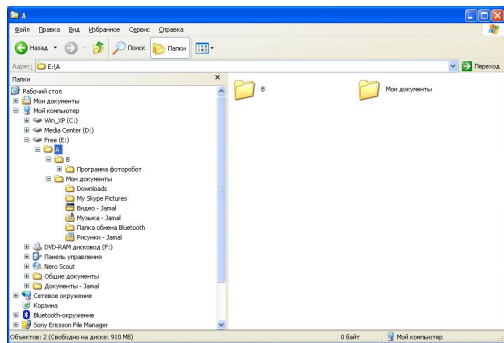 A
Файл Правка Вид Избранное Сервис Справка
Назад Поиск Папки
Адрес: E:\A Переход
Папки
Рабочий стол
Мои документы
Мой компьютер
Win_XP (C:)
Media Center (D:)
Free (E:)
A
B
Программа фоторобот
Мои документы
Downloads
My Skype Pictures
Видео - Jamal
Музыка - Jamal
Папка обмена Bluetooth
Рисунки - Jamal
DVD-RAM дисковод (F:)
Панель управления
Nero Scout
Общие документы
Документы - Jamal
Сетевое окружение
Корзина
Bluetooth-окружение
Sony Ericsson File Manager
B Мои документы
Объектов: 2 (Свободно на диске: 910 МБ) 0 байт Мой компьютер